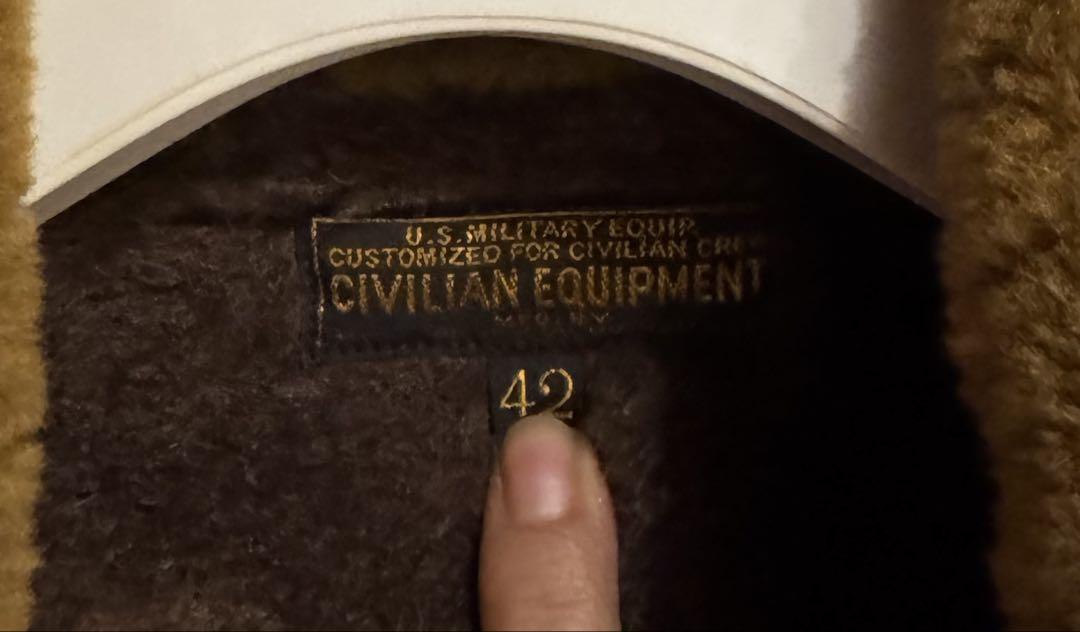 U.S. MILITARY EQUIP.
CUSTOMIZED FOR CIVILIAN
CIVILIAN EQUIPMENT
42